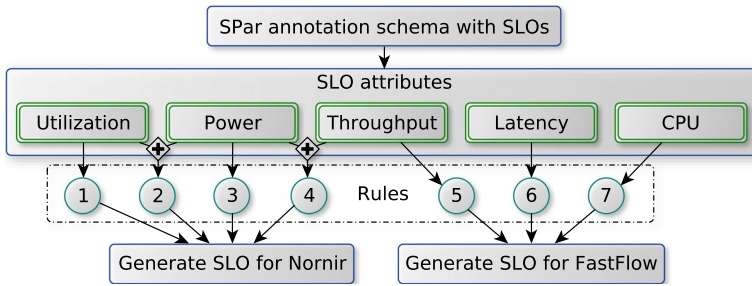 SPar annotation schema with SLOs
SLO attributes
Utilization Power Throughput Latency CPU
1 2 3 4 Rules 5 6 7
Generate SLO for Nornir Generate SLO for FastFlow